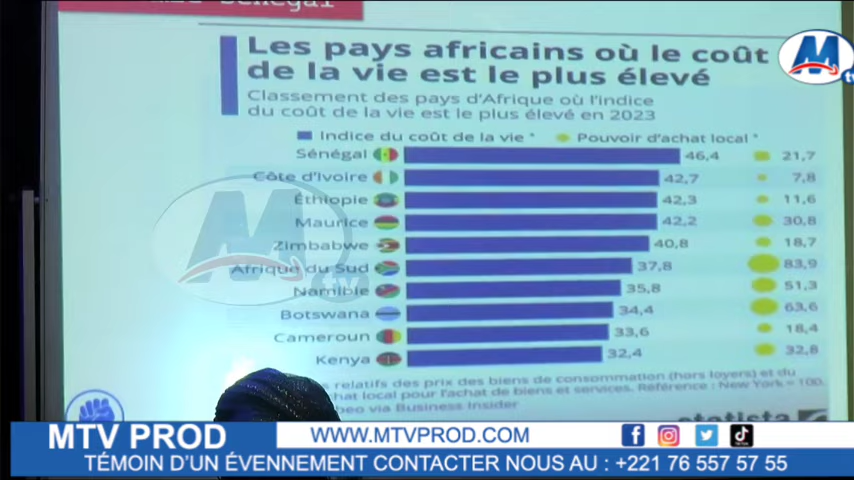 Sénégal
Les pays africains où le coût
de la vie est le plus élevé
Classement des pays d'Afrique où l'indice
du coût de la vie est le plus élevé en 2023
Indice du coût de la vie * Pouvoir d'achat local *
Sénégal 46,4 21,7
Côte d'Ivoire 42,7 7,8
Éthiopie 42,3 11,6
Maurice 42,2 30,8
Zimbabwe 40,8 18,7
Afrique du Sud 37,8 83,9
Namibie 35,8 51,3
Botswana 34,4 63,6
Cameroun 33,6 18,4
Kenya 32,4 32,8
relatifs des prix des biens de consommation (hors loyers) et du
hat local pour l'achat de biens et services. Référence : New York = 100.
beo via Business Insider
statista
M tv
M tv
MTV PROD
WWW.MTVPROD.COM
TÉMOIN D'UN ÉVENNEMENT CONTACTER NOUS AU : +221 76 557 57 55